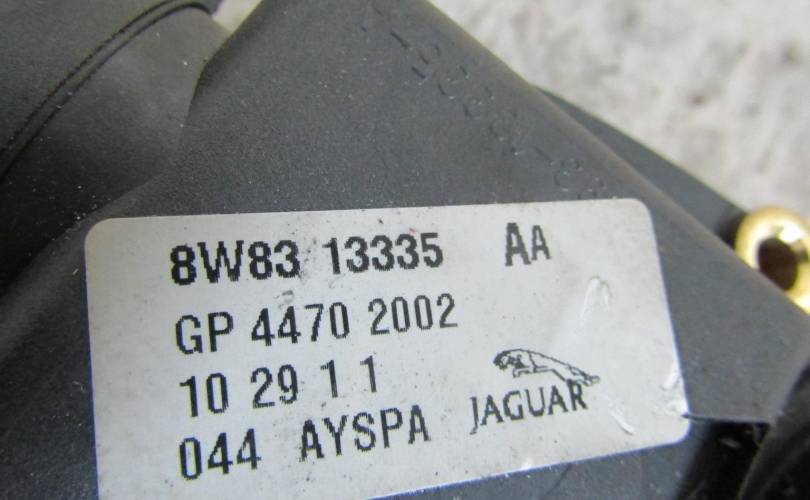 8W83 13335 AA
GP 4470 2002
10 29 1 1
044 AYSPA
JAGUAR